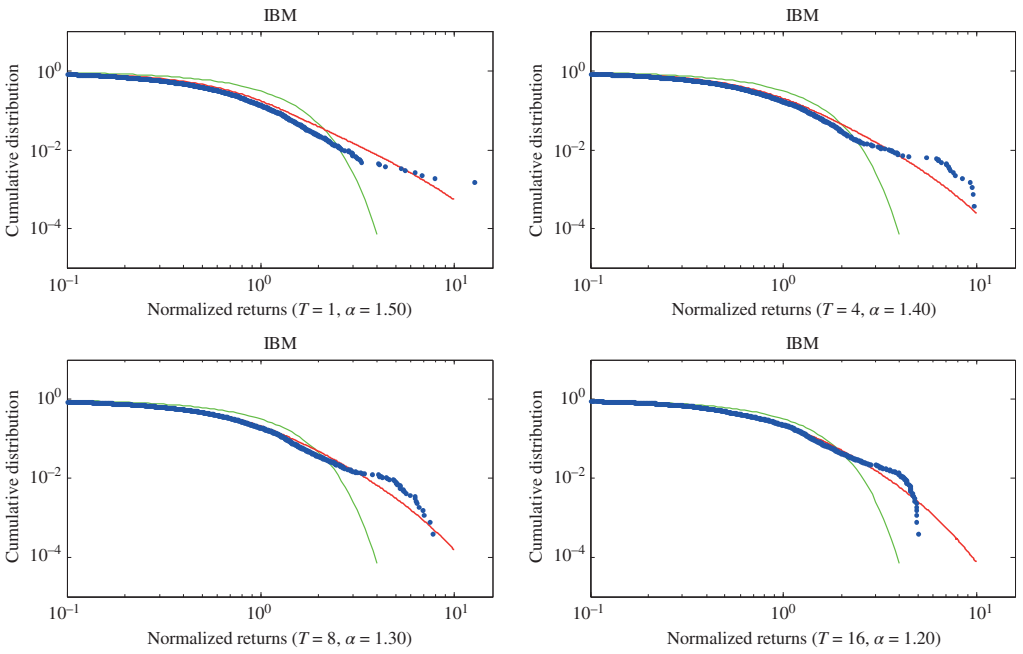 IBM
Cumulative distribution
10^0
10^-2
10^-4
10^-1 10^0 10^1
Normalized returns (T = 1, α = 1.50)
IBM
Cumulative distribution
10^0
10^-2
10^-4
10^-1 10^0 10^1
Normalized returns (T = 4, α = 1.40)
IBM
Cumulative distribution
10^0
10^-2
10^-4
10^-1 10^0 10^1
Normalized returns (T = 8, α = 1.30)
IBM
Cumulative distribution
10^0
10^-2
10^-4
10^-1 10^0 10^1
Normalized returns (T = 16, α = 1.20)